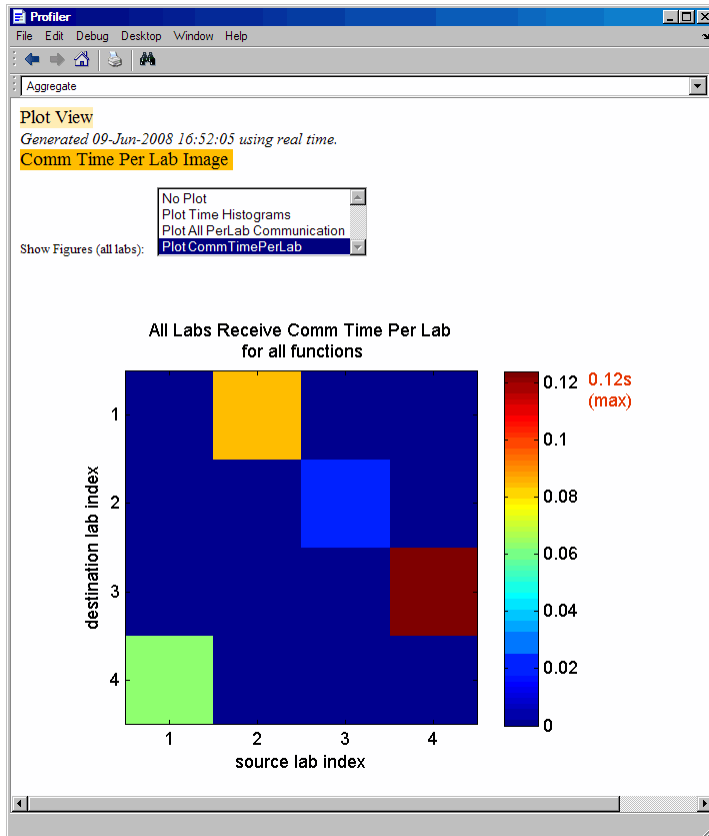 Profiler
File Edit Debug Desktop Window Help
Aggregate
Plot View
Generated 09-Jun-2008 16:52:05 using real time.
Comm Time Per Lab Image
No Plot
Plot Time Histograms
Plot All PerLab Communication
Show Figures (all labs): Plot CommTimePerLab
All Labs Receive Comm Time Per Lab
for all functions
0.12 0.12s
(max)
1
0.1
0.08
2
destination lab index
0.06
3
0.04
4
0.02
0
1 2 3 4
source lab index